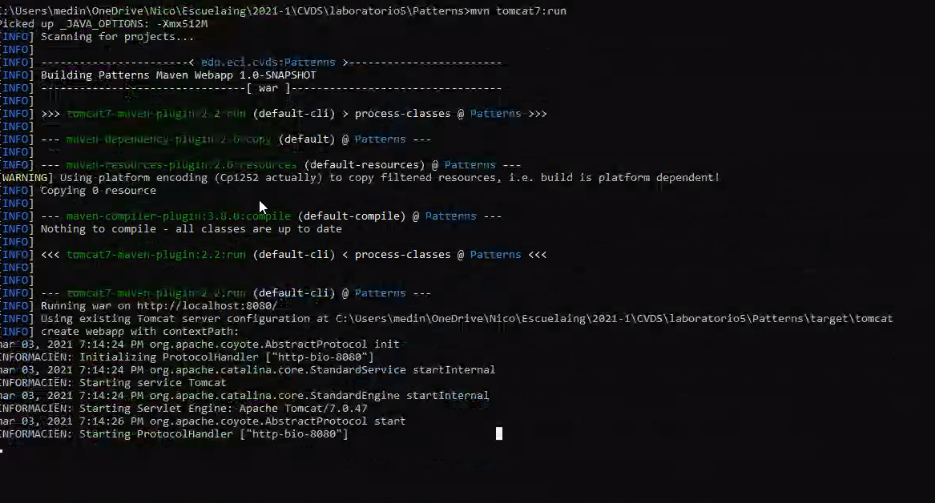 C:\Users\medin\OneDrive\Nico\Escuelaing\2021-1\CVDS\laboratorio5\Patterns>mvn tomcat7:run
Picked up _JAVA_OPTIONS: -Xmx512M
[INFO] Scanning for projects...
[INFO]
[INFO] -----------------------< edu.eci.cvds:Patterns >-----------------------
[INFO] Building Patterns Maven Webapp 1.0-SNAPSHOT
[INFO] --------------------------------[ war ]---------------------------------
[INFO]
[INFO] >>> tomcat7-maven-plugin:2.2:run (default-cli) > process-classes @ Patterns >>>
[INFO]
[INFO] --- maven-dependency-plugin:2.6:copy (default) @ Patterns ---
[INFO]
[INFO] --- maven-resources-plugin:2.6:resources (default-resources) @ Patterns ---
[WARNING] Using platform encoding (Cp1252 actually) to copy filtered resources, i.e. build is platform dependent!
[INFO] Copying 0 resource
[INFO]
[INFO] --- maven-compiler-plugin:3.8.0:compile (default-compile) @ Patterns ---
[INFO] Nothing to compile - all classes are up to date
[INFO]
[INFO] <<< tomcat7-maven-plugin:2.2:run (default-cli) < process-classes @ Patterns <<<
[INFO]
[INFO]
[INFO] --- tomcat7-maven-plugin:2.2:run (default-cli) @ Patterns ---
[INFO] Running war on http://localhost:8080/
[INFO] Using existing Tomcat server configuration at C:\Users\medin\OneDrive\Nico\Escuelaing\2021-1\CVDS\laboratorio5\Patterns\target\tomcat
[INFO] create webapp with contextPath:
mar 03, 2021 7:14:24 PM org.apache.coyote.AbstractProtocol init
INFORMACIËN: Initializing ProtocolHandler ["http-bio-8080"]
mar 03, 2021 7:14:24 PM org.apache.catalina.core.StandardService startInternal
INFORMACIËN: Starting service Tomcat
mar 03, 2021 7:14:24 PM org.apache.catalina.core.StandardEngine startInternal
INFORMACIËN: Starting Servlet Engine: Apache Tomcat/7.0.47
mar 03, 2021 7:14:26 PM org.apache.coyote.AbstractProtocol start
INFORMACIËN: Starting ProtocolHandler ["http-bio-8080"]